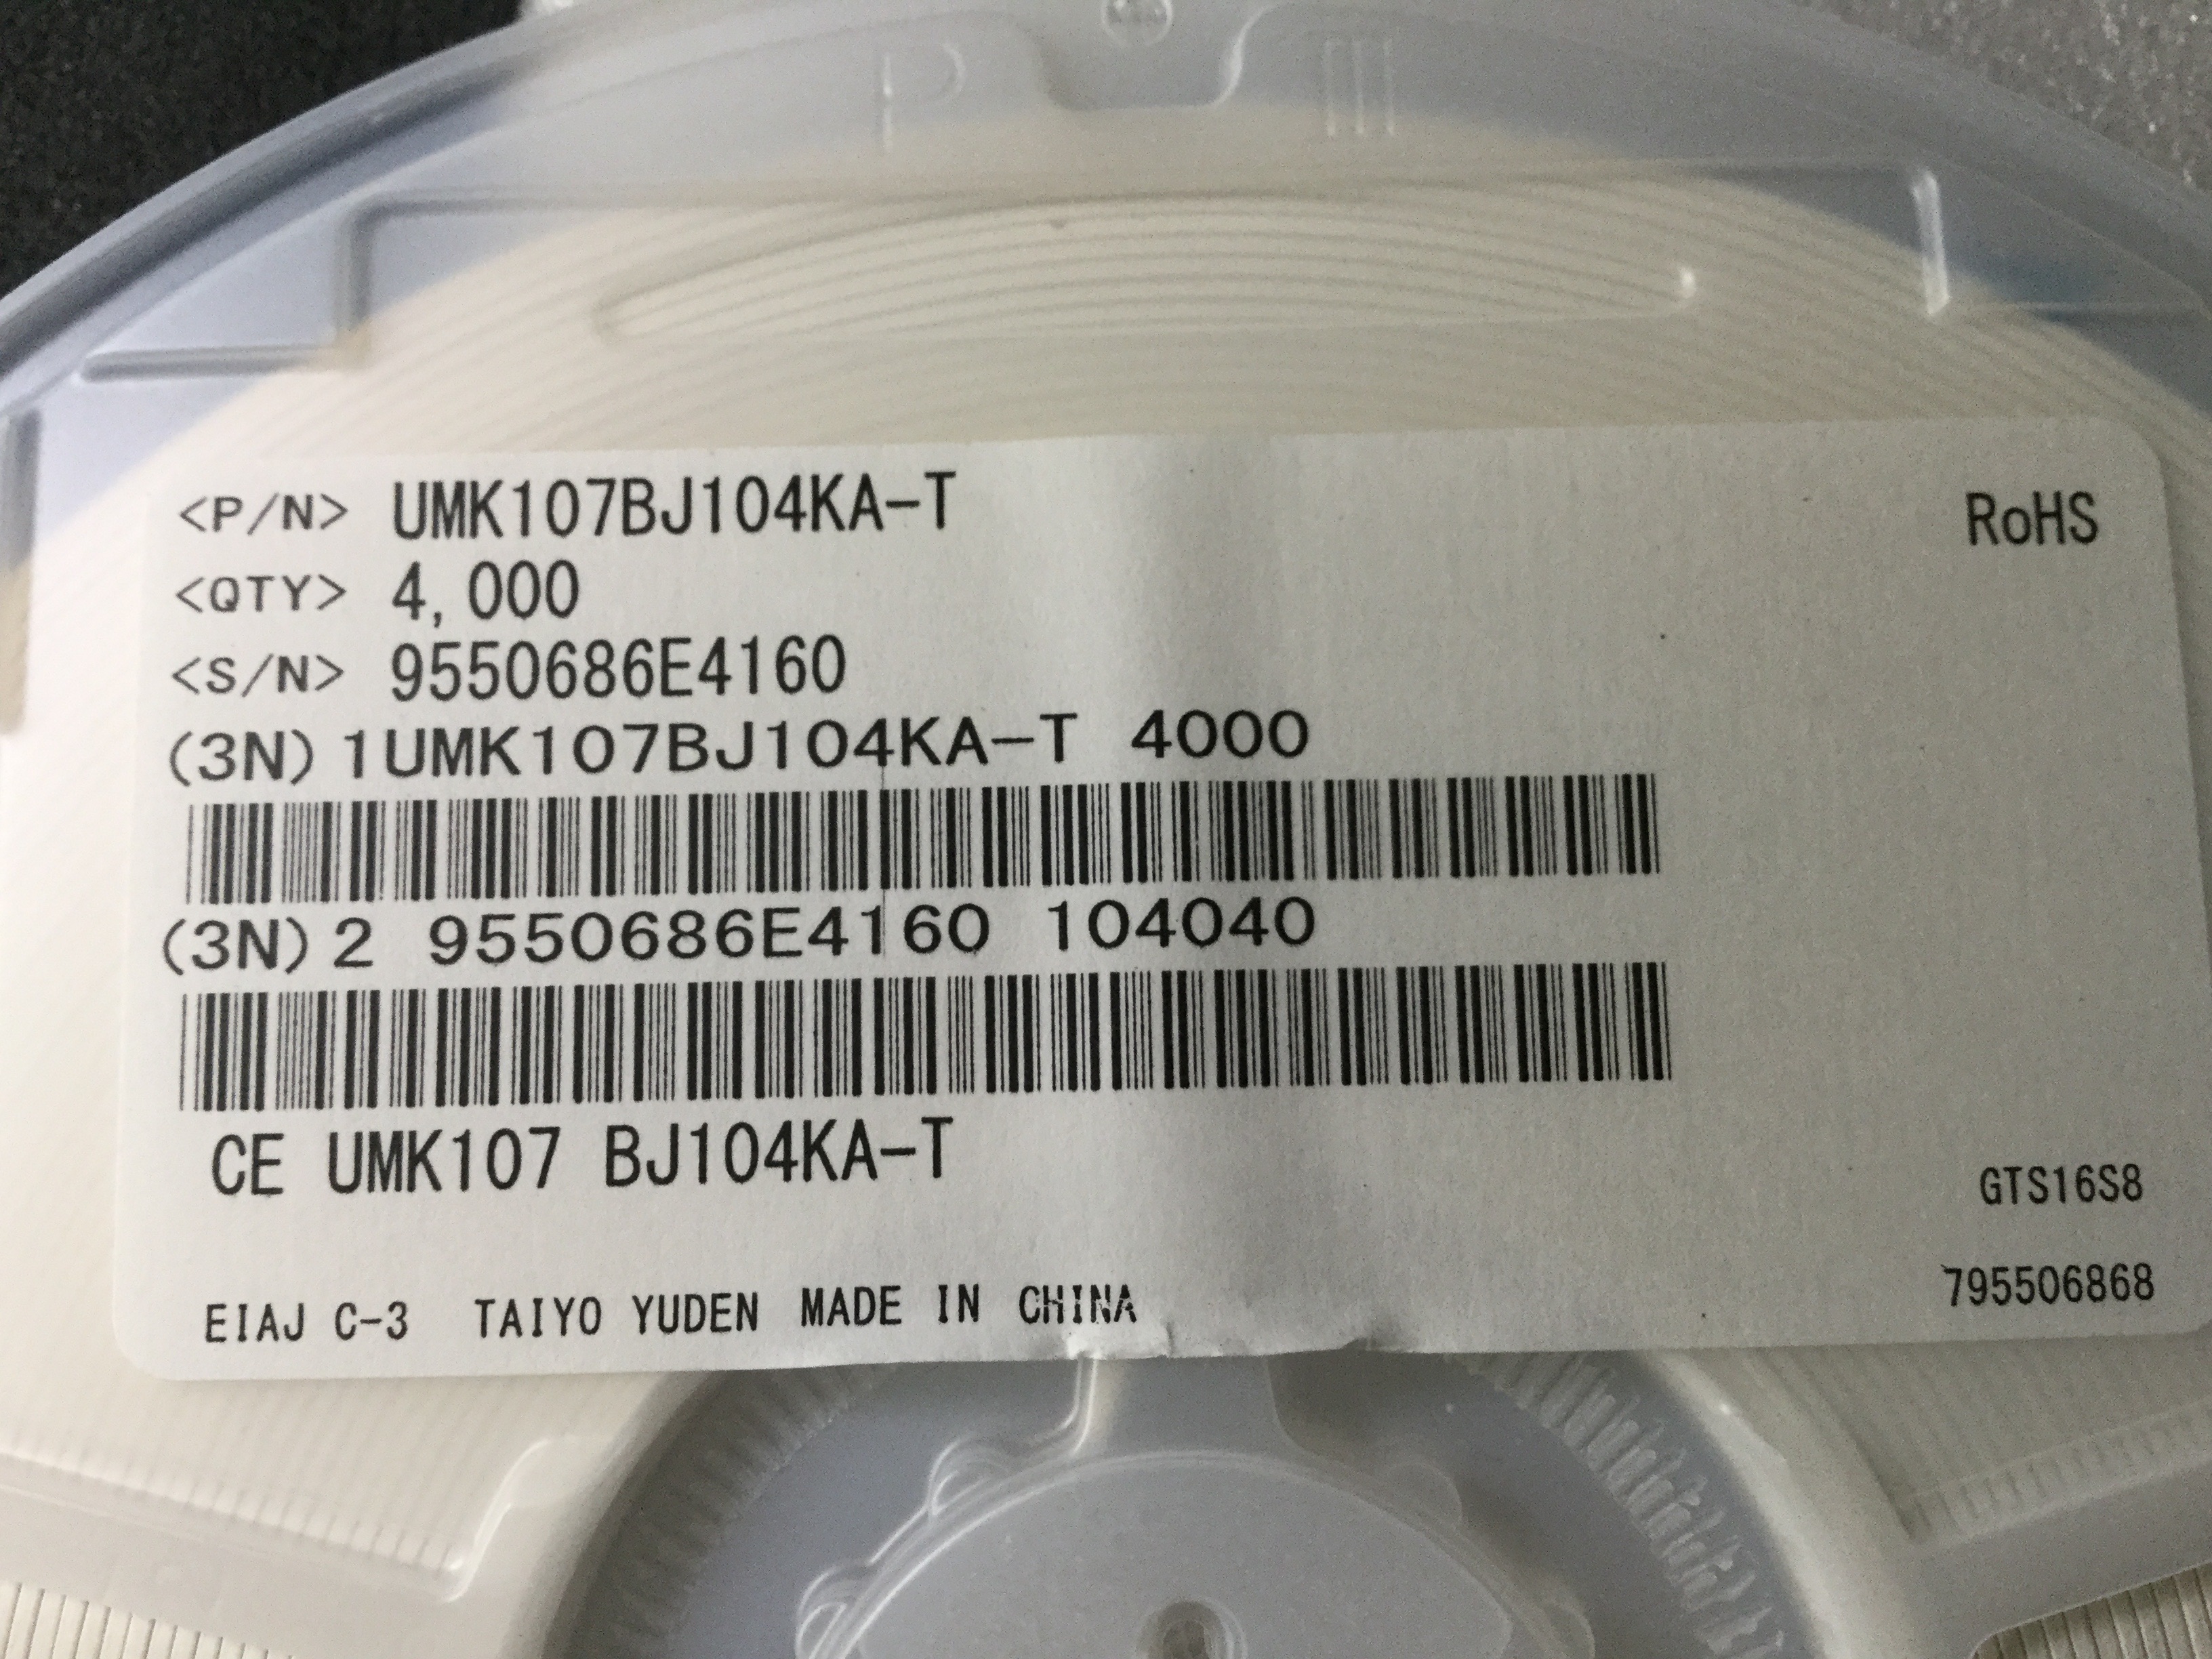 <P/N> UMK107BJ104KA-T
RoHS
<QTY> 4,000
<S/N> 9550686E4160
(3N)1UMK107BJ104KA-T 4000
(3N)2 9550686E4160 104040
CE UMK107 BJ104KA-T
GTS16S8
795506868
EIAJ C-3 TAIYO YUDEN MADE IN CHINA